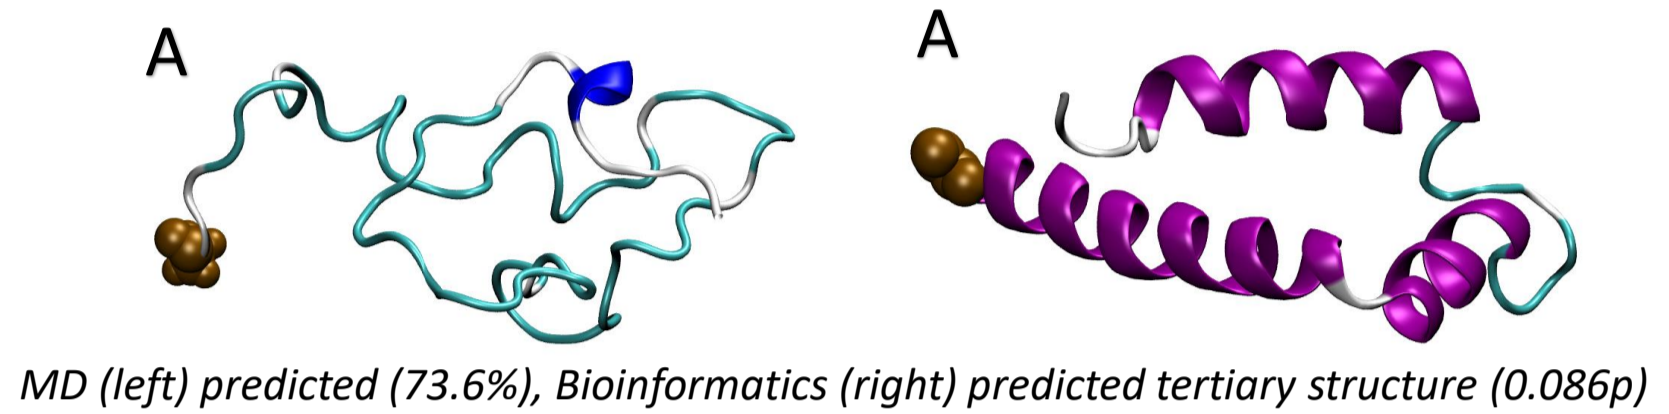 A
A
MD (left) predicted (73.6%), Bioinformatics (right) predicted tertiary structure (0.086p)